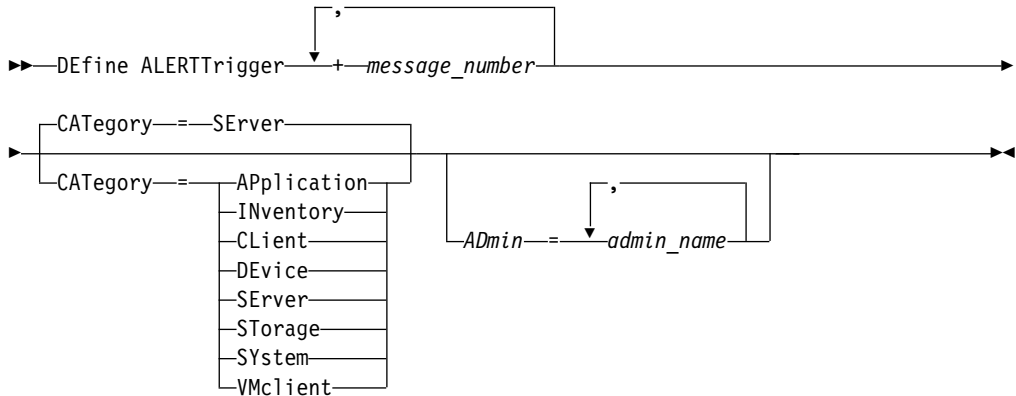 ,
DEfine ALERTTrigger + message_number
CATegory = SErver
CATegory = APplication
INventory
CLient
DEvice
SErver
STorage
SYstem
VMclient
,
ADmin = admin_name